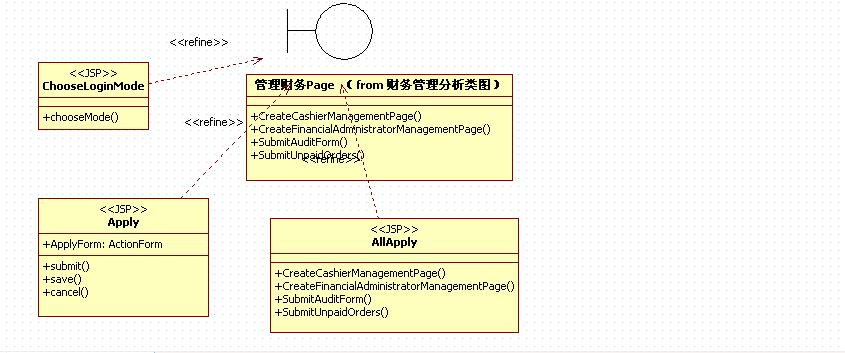 <<refine>>
<<JSP>>
ChooseLoginMode
+chooseMode()
管理财务Page （from 财务管理分析类图）
+CreateCashierManagementPage()
+CreateFinancialAdministratorManagementPage()
+SubmitAuditForm()
+SubmitUnpaidOrders()
<<refine>>
<<refine>>
<<JSP>>
Apply
+ApplyForm: ActionForm
+submit()
+save()
+cancel()
<<JSP>>
AllApply
+CreateCashierManagementPage()
+CreateFinancialAdministratorManagementPage()
+SubmitAuditForm()
+SubmitUnpaidOrders()